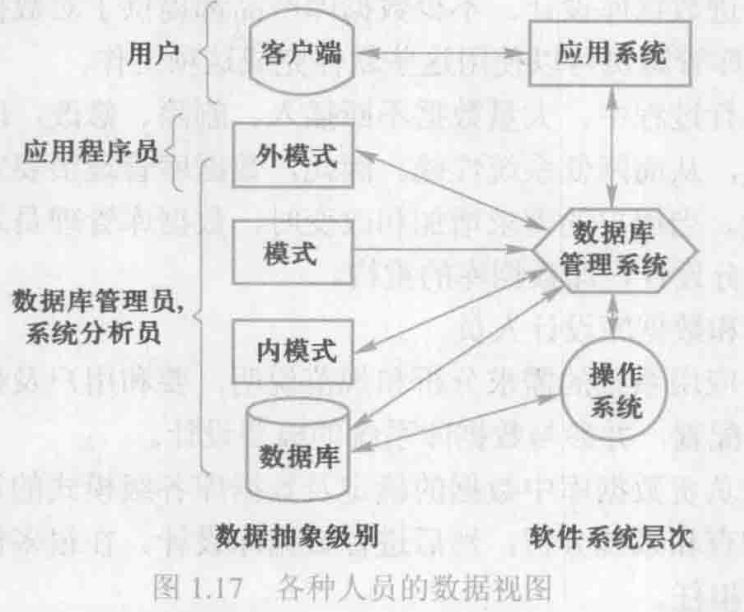 用户
客户端
应用系统
应用程序员
外模式
模式
数据库
管理系统
数据库管理员,
系统分析员
内模式
操作
系统
数据库
数据抽象级别
软件系统层次
图 1.17 各种人员的数据视图